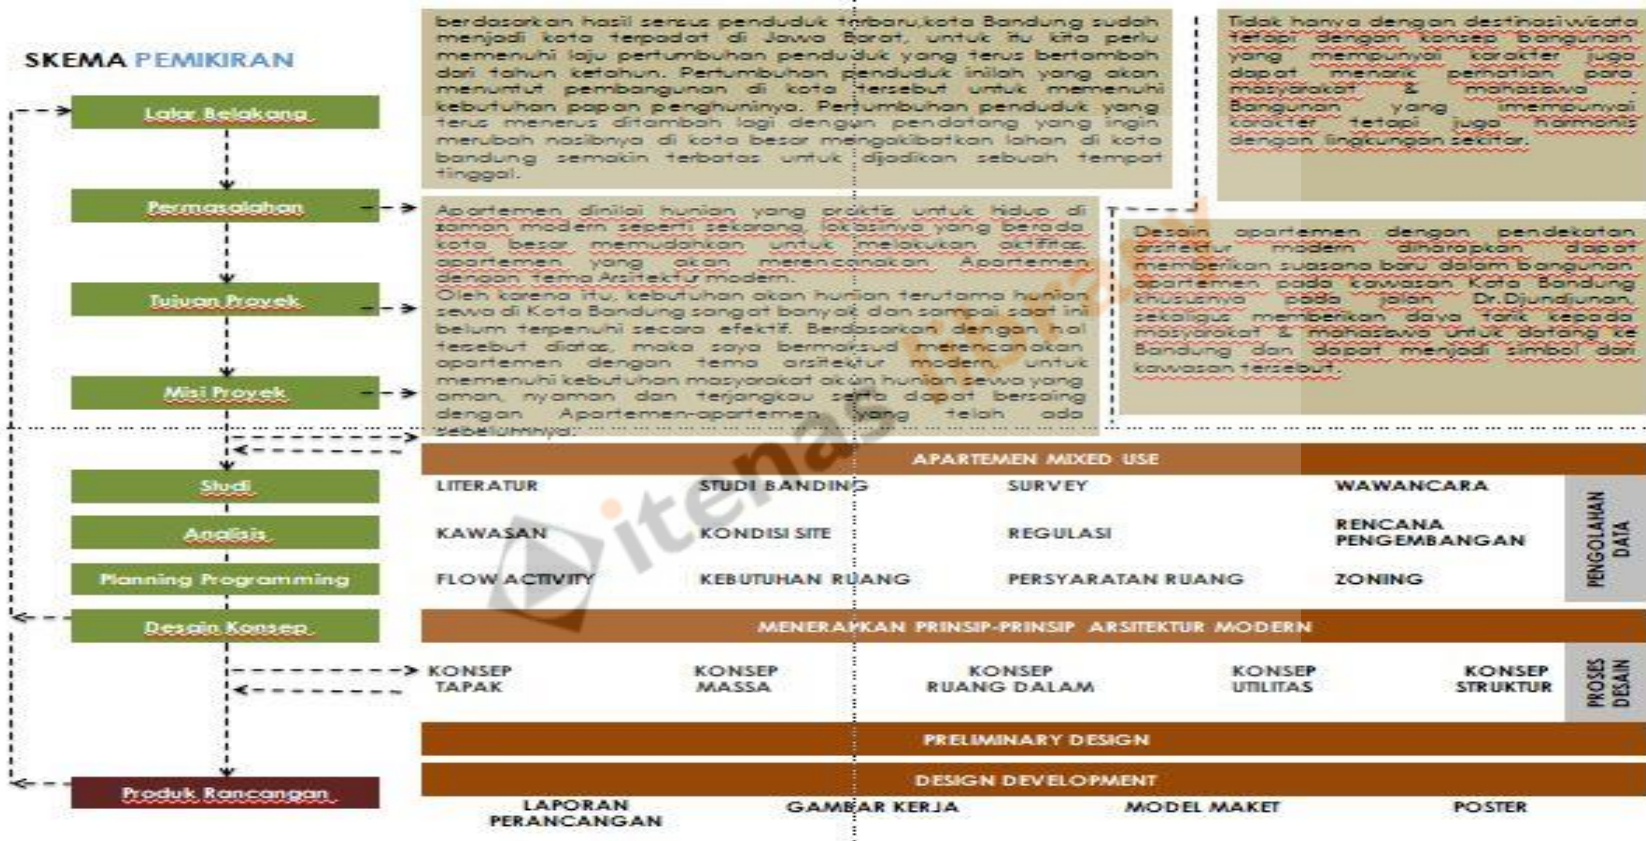 SKEMA PEMIKIRAN
Latar Belakang
Permasalahan
Tujuan Proyek
Misi Proyek
Studi
Analisis
Planning Programming
Desain Konsep
Produk Rancangan
berdasarkan hasil sensus penduduk terbaru,kota Bandung sudah
menjadi kota terpadat di Jawa Barat, untuk itu kita perlu
memenuhi laju pertumbuhan penduduk yang terus bertambah
dari tahun ketahun. Pertumbuhan penduduk inilah yang akan
menuntut pembangunan di kota tersebut untuk memenuhi
kebutuhan papan penghuninya. Pertumbuhan penduduk yang
terus menerus ditambah lagi dengan pendatang yang ingin
merubah nasibnya di kota besar mengakibatkan lahan di kota
bandung semakin terbatas untuk dijadikan sebuah tempat
tinggal.
Tidak hanya dengan destinasi wisata
tetapi dengan konsep bangunan
yang mempunyai karakter juga
dapat menarik perhatian para
masyarakat & mahasiswa .
Bangunan yang imempunyai
karakter tetapi juga harmonis
dengan lingkungan sekitar.
Apartemen dinilai hunian yang praktis untuk hidup di
zaman modern seperti sekarang, lokasinya yang berada
kota besar memudahkan untuk melakukan aktifitas.
apartemen yang akan merencanakan Apartemen
dengan tema Arsitektur modern.
Oleh karena itu, kebutuhan akan hunian terutama hunian
sewa di Kota Bandung sangat banyak dan sampai saat ini
belum terpenuhi secara efektif. Berdasarkan dengan hal
tersebut diatas, maka saya bermaksud merencanakan
apartemen dengan tema arsitektur modern, untuk
memenuhi kebutuhan masyarakat akan hunian sewa yang
aman, nyaman dan terjangkau serta dapat bersaing
dengan Apartemen-apartemen yang telah ada
sebelumnya.
Desain apartemen dengan pendekatan
arsitektur modern diharapkan dapat
memberikan suasana baru dalam bangunan
apartemen pada kawasan Kota Bandung
khususnya pada jalan Dr.Djundjunan,
sekaligus memberikan daya tarik kepada
masyarakat & mahasiswa untuk datang ke
Bandung dan dapat menjadi simbol dari
kawasan tersebut.
APARTEMEN MIXED USE
LITERATUR STUDI BANDING SURVEY WAWANCARA
KAWASAN KONDISI SITE REGULASI RENCANA
PENGEMBANGAN
FLOW ACTIVITY KEBUTUHAN RUANG PERSYARATAN RUANG ZONING
PENGOLAHAN
DATA
MENERAPKAN PRINSIP-PRINSIP ARSITEKTUR MODERN
KONSEP KONSEP KONSEP KONSEP KONSEP
TAPAK MASSA RUANG DALAM UTILITAS STRUKTUR
PROSES
DESAIN
PRELIMINARY DESIGN
DESIGN DEVELOPMENT
LAPORAN GAMBAR KERJA MODEL MAKET POSTER
PERANCANGAN
itenas library